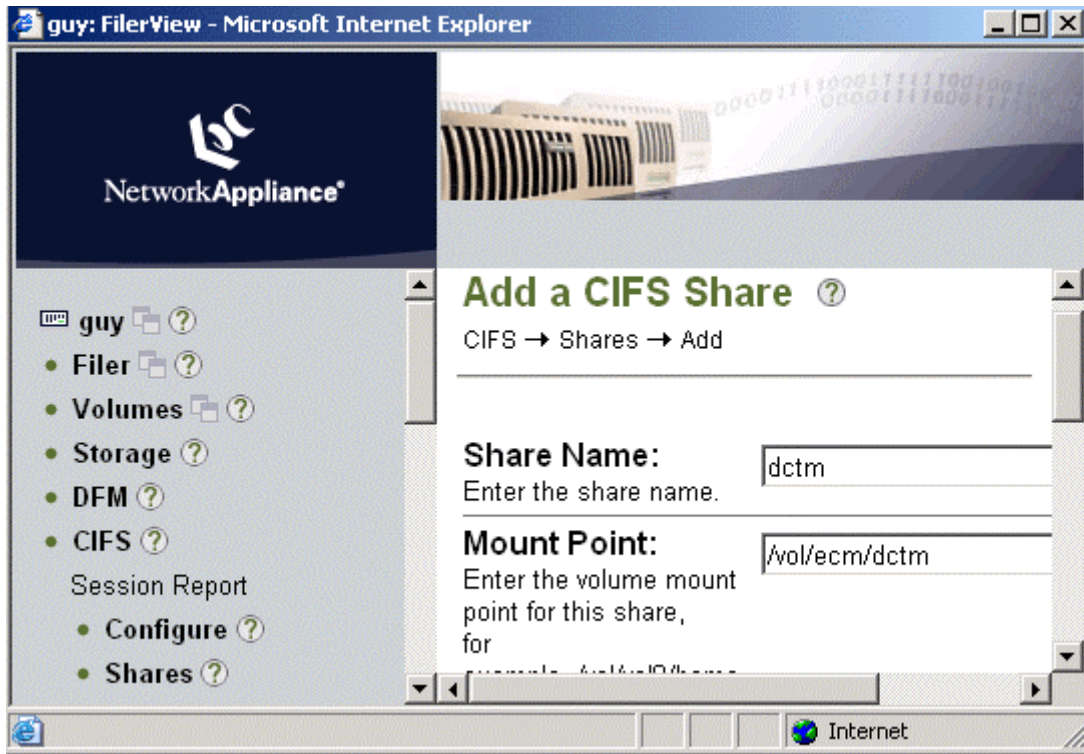 guy: FilerView - Microsoft Internet Explorer
NetworkAppliance®
guy
Filer
Volumes
Storage
DFM
CIFS
Session Report
Configure
Shares
Add a CIFS Share
CIFS → Shares → Add
Share Name:
dctm
Enter the share name.
Mount Point:
/vol/ecm/dctm
Enter the volume mount
point for this share,
for
Internet